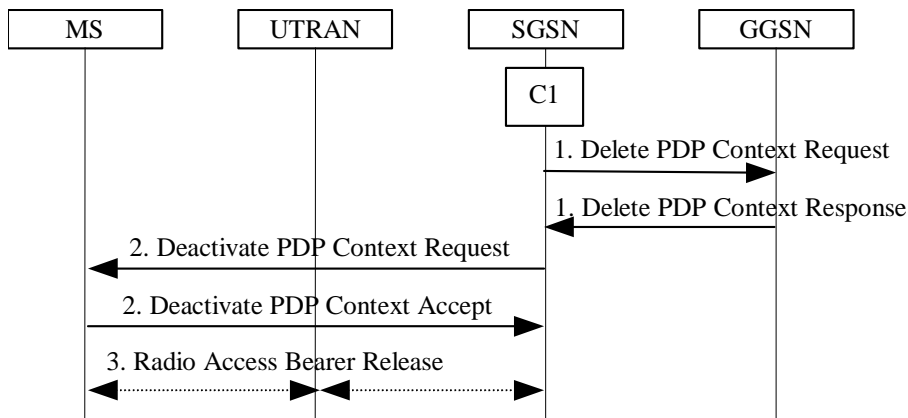 MS
UTRAN
SGSN
GGSN
C1
1. Delete PDP Context Request
1. Delete PDP Context Response
2. Deactivate PDP Context Request
2. Deactivate PDP Context Accept
3. Radio Access Bearer Release